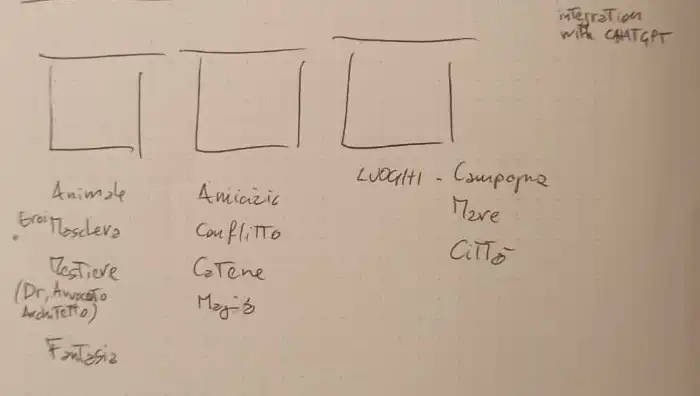 integration
with CHATGPT
Animale
Eroi Maschera
Mestiere
(Dr, Avvocato
Architetto)
Fantasia
Amicizia
Conflitto
Catene
Magia
LUOGHI - Campagna
Mare
Città